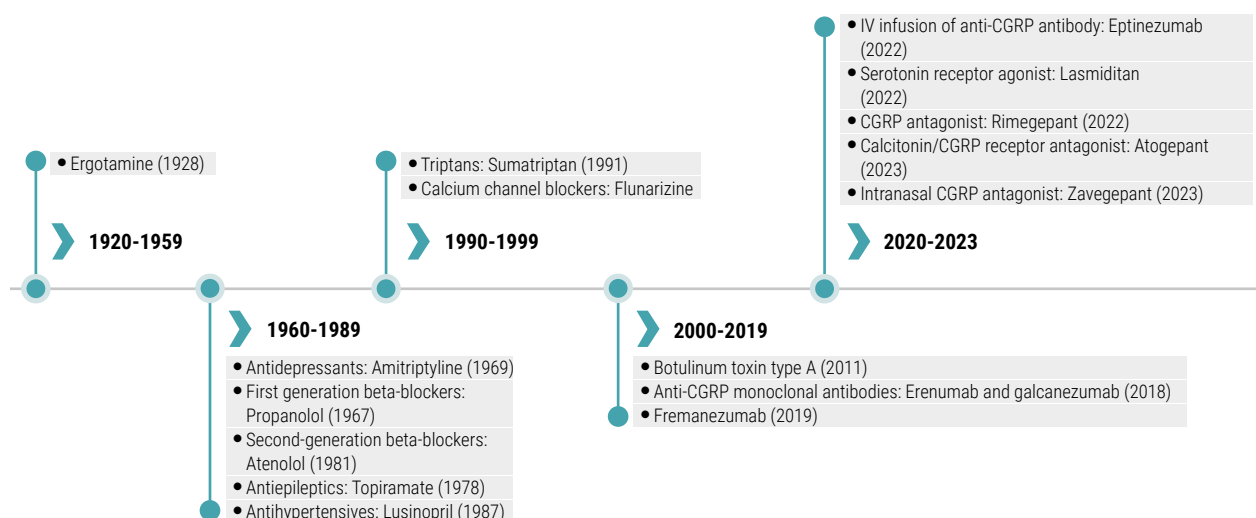 • Ergotamine (1928)
1920-1959
1960-1989
• Antidepressants: Amitriptyline (1969)
• First generation beta-blockers:
Propanolol (1967)
• Second-generation beta-blockers:
Atenolol (1981)
• Antiepileptics: Topiramate (1978)
• Antihypertensives: Lusinopril (1987)
• Triptans: Sumatriptan (1991)
• Calcium channel blockers: Flunarizine
1990-1999
2000-2019
• Botulinum toxin type A (2011)
• Anti-CGRP monoclonal antibodies: Erenumab and galcanezumab (2018)
• Fremanezumab (2019)
• IV infusion of anti-CGRP antibody: Eptinezumab
(2022)
• Serotonin receptor agonist: Lasmiditan
(2022)
• CGRP antagonist: Rimegepant (2022)
• Calcitonin/CGRP receptor antagonist: Atogepant
(2023)
• Intranasal CGRP antagonist: Zavegepant (2023)
2020-2023